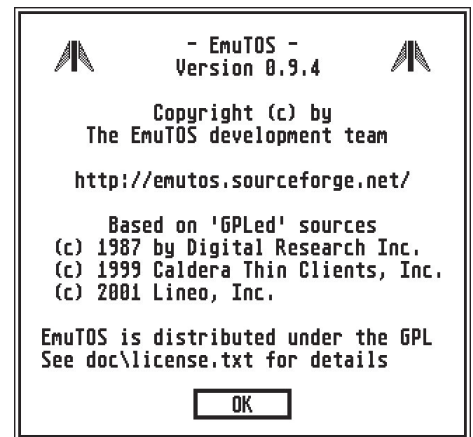 - EmuTOS -
Version 0.9.4
Copyright (c) by
The EmuTOS development team
http://emutos.sourceforge.net/
Based on 'GPLed' sources
(c) 1987 by Digital Research Inc.
(c) 1999 Caldera Thin Clients, Inc.
(c) 2001 Lineo, Inc.
EmuTOS is distributed under the GPL
See doc\license.txt for details
OK